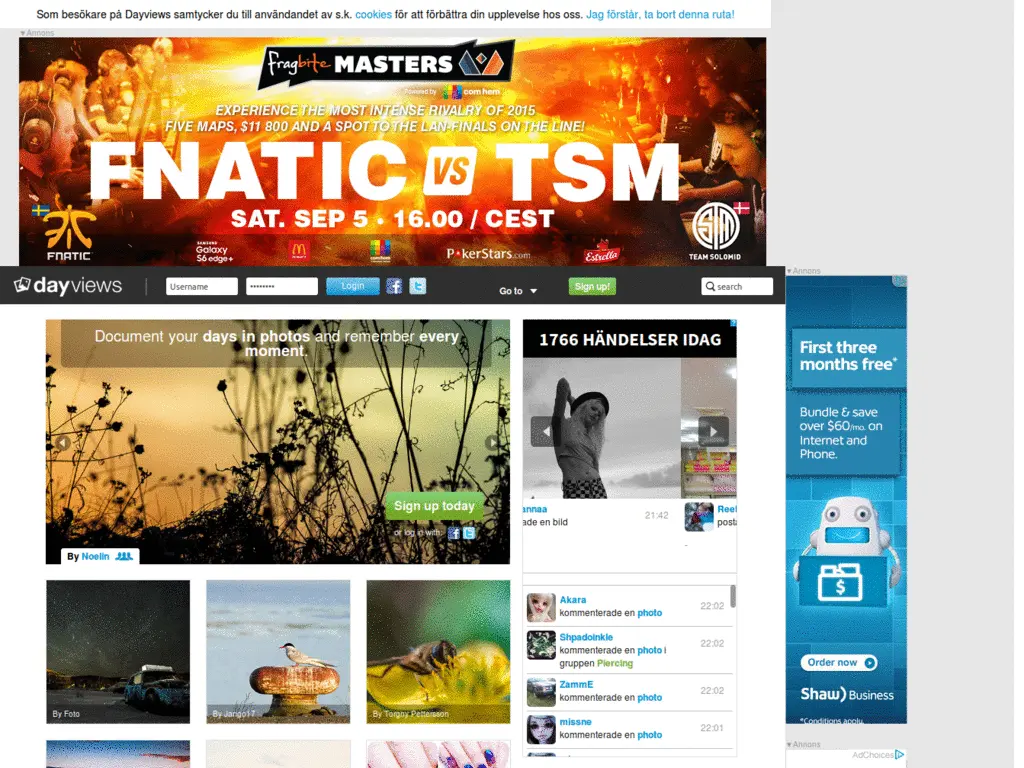 Som besökare på Dayviews samtycker du till användandet av s.k. cookies för att förbättra din upplevelse hos oss. Jag förstår, ta bort denna ruta!
▼Annons
fragbite MASTERS
Powered by com hem
EXPERIENCE THE MOST INTENSE RIVALRY OF 2015
FIVE MAPS, $11 800 AND A SPOT TO THE LAN-FINALS ON THE LINE!
FNATIC VS TSM
SAT. SEP 5 • 16.00 / CEST
FNATIC
SAMSUNG
Galaxy
S6 edge+
PokerStars.com
Estrella
TSM
TEAM SOLOMID
dayviews
Username
••••••••
Login
Go to ▼
Sign up!
search
▼Annons
Document your days in photos and remember every
moment.
Sign up today
or log in with:
By Noelin
1766 HÄNDELSER IDAG
annaa
ade en bild
21:42
Reef
posta
Akara
kommenterade en photo
22:02
Shpadoinkle
kommenterade en photo i
gruppen Piercing
22:02
ZammE
kommenterade en photo
22:02
missne
kommenterade en photo
22:01
By Foto
By Jarigo17
By Torgny Pettersson
First three
months free+
Bundle & save
over $60/mo. on
Internet and
Phone.
$
Order now
Shaw) Business
*Conditions apply.
▼Annons
AdChoices